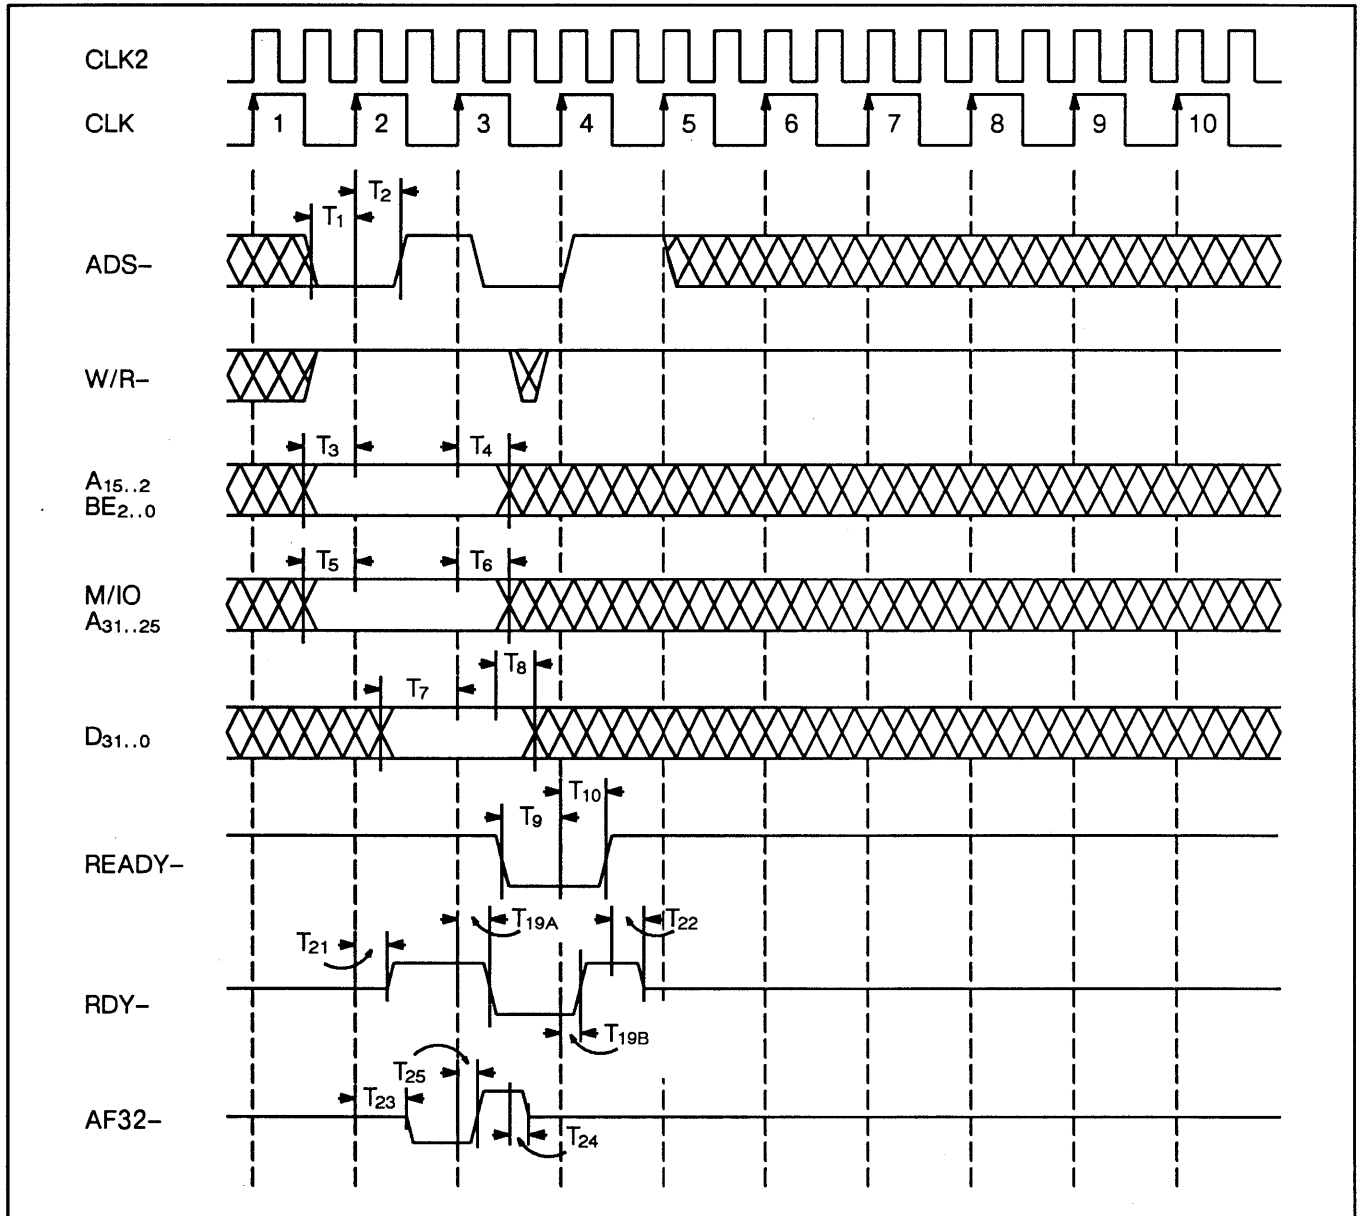 CLK2
CLK 1 2 3 4 5 6 7 8 9 10
T2
T1
ADS–
W/R–
T3 T4
A15..2
BE2..0
T5 T6
M/IO
A31..25
T8
T7
D31..0
T10
T9
READY–
T19A T22
T21
RDY–
T19B
T25
T23
AF32–
T24